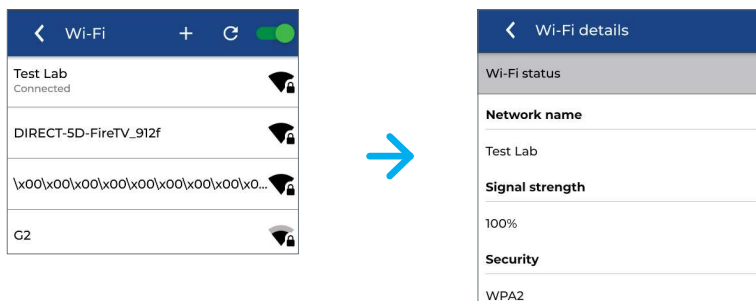 Wi-Fi
Test Lab
Connected
DIRECT-5D-FireTV_912f
\x00\x00\x00\x00\x00\x00\x00\x00\x0...
G2
Wi-Fi details
Wi-Fi status
Network name
Test Lab
Signal strength
100%
Security
WPA2